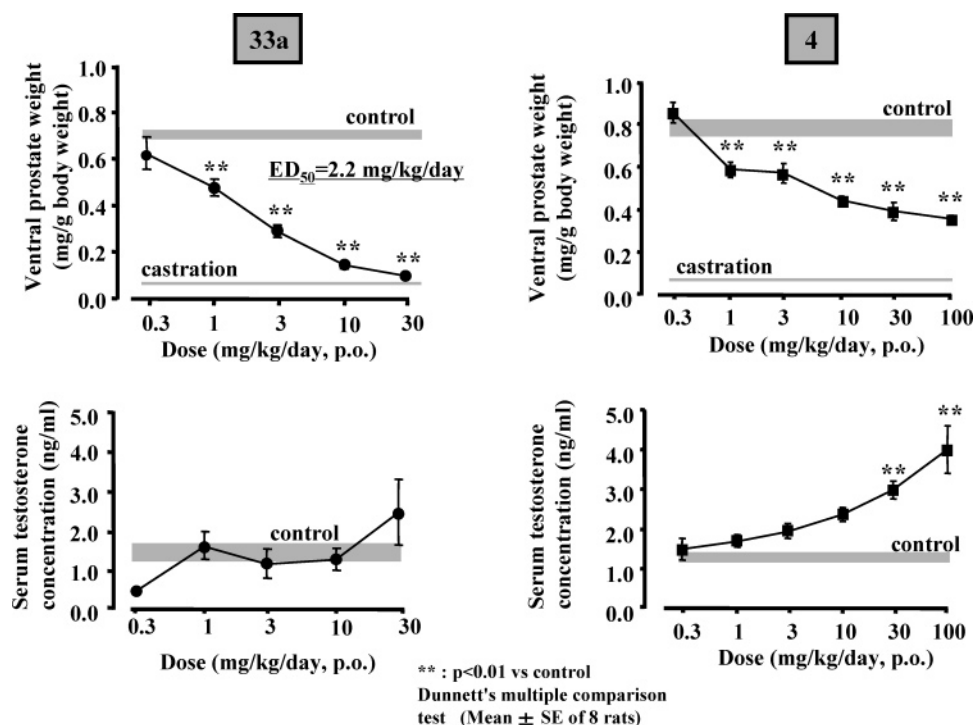 33a
Ventral prostate weight
(mg/g body weight)
1.0
0.8
0.6
0.4
0.2
0.0
control
**
ED50=2.2 mg/kg/day
**
**
**
castration
0.3 1 3 10 30
Dose (mg/kg/day, p.o.)
4
Ventral prostate weight
(mg/g body weight)
1.0
0.8
0.6
0.4
0.2
0.0
control
** **
**
**
**
castration
0.3 1 3 10 30 100
Dose (mg/kg/day, p.o.)
Serum testosterone
concentration (ng/ml)
5.0
4.0
3.0
2.0
1.0
0.0
control
0.3 1 3 10 30
Dose (mg/kg/day, p.o.)
Serum testosterone
concentration (ng/ml)
5.0
4.0
3.0
2.0
1.0
0.0
**
**
control
0.3 1 3 10 30 100
Dose (mg/kg/day, p.o.)
** : p<0.01 vs control
Dunnett's multiple comparison
test (Mean ± SE of 8 rats)